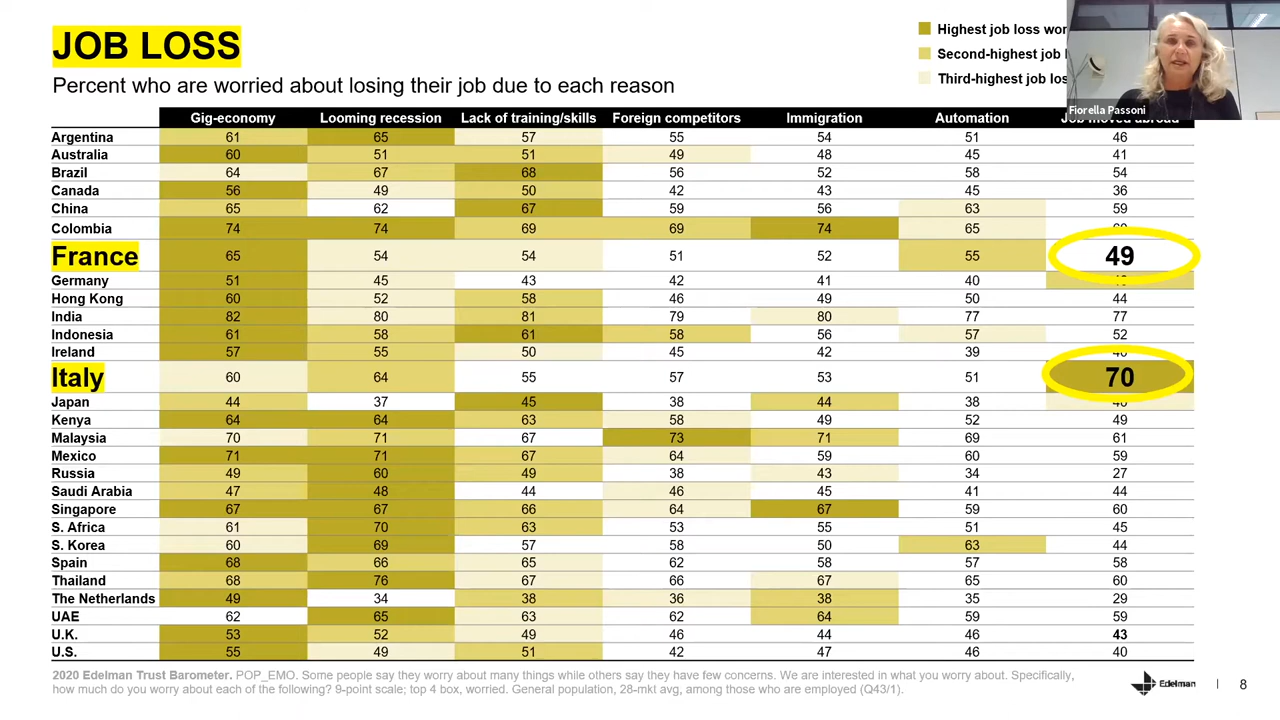 JOB LOSS
Percent who are worried about losing their job due to each reason
Highest job loss
Second-highest job
Third-highest job
Fiorella Passoni
Gig-economy Looming recession Lack of training/skills Foreign competitors Immigration Automation
Argentina 61 65 57 55 54 51 46
Australia 60 51 51 49 48 45 41
Brazil 64 67 68 56 52 58 54
Canada 56 49 50 42 43 45 36
China 65 62 67 59 56 63 59
Colombia 74 74 69 69 74 65
France 65 54 54 51 52 55 49
Germany 51 45 43 42 41 40
Hong Kong 60 52 58 46 49 50 44
India 82 80 81 79 80 77 77
Indonesia 61 58 61 58 56 57 52
Ireland 57 55 50 45 42 39
Italy 60 64 55 57 53 51 70
Japan 44 37 45 38 44 38
Kenya 64 64 63 58 49 52 49
Malaysia 70 71 67 73 71 69 61
Mexico 71 71 67 64 59 60 59
Russia 49 60 49 38 43 34 27
Saudi Arabia 47 48 44 46 45 41 44
Singapore 67 67 66 64 67 59 60
S. Africa 61 70 63 53 55 51 45
S. Korea 60 69 57 58 50 63 44
Spain 68 66 65 62 58 57 58
Thailand 68 76 67 66 67 65 60
The Netherlands 49 34 38 36 38 35 29
UAE 62 65 63 62 64 59 59
U.K. 53 52 49 46 44 46 43
U.S. 55 49 51 42 47 46 40
2020 Edelman Trust Barometer. POP_EMO. Some people say they worry about many things while others say they have few concerns. We are interested in what you worry about. Specifically,
how much do you worry about each of the following? 9-point scale; top 4 box, worried. General population, 28-mkt avg, among those who are employed (Q43/1).
Edelman | 8